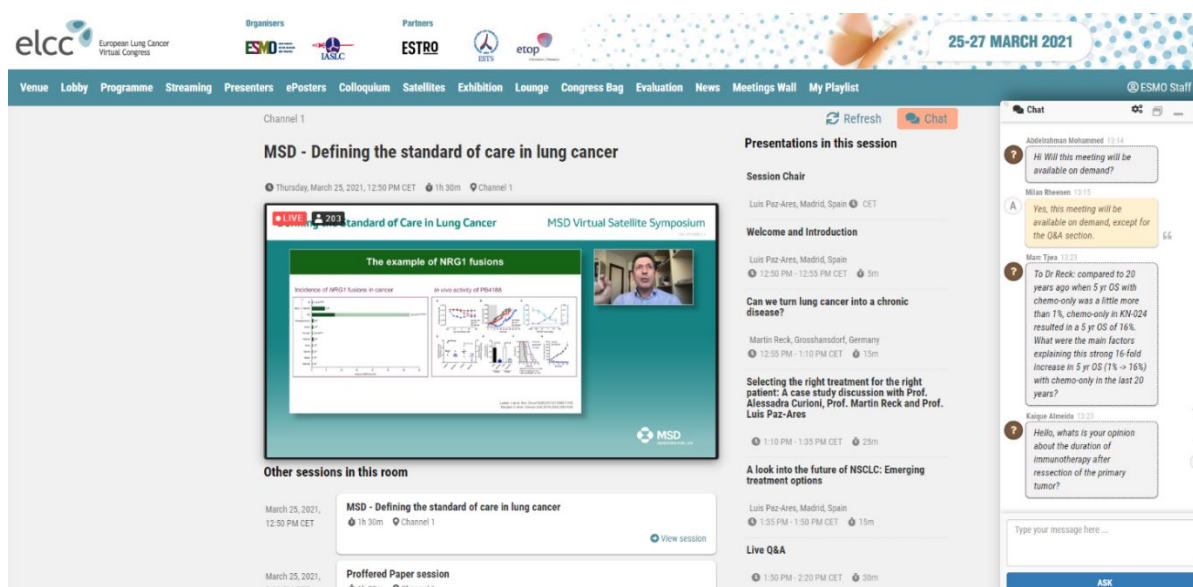 elcc
European Lung Cancer
Virtual Congress
Organisers
ESMO
IASLC
Partners
ESTRO
ESTS
etop
25-27 MARCH 2021
Venue Lobby Programme Streaming Presenters ePosters Colloquium Satellites Exhibition Lounge Congress Bag Evaluation News Meetings Wall My Playlist
ESMO Staff
Channel 1
Refresh
Chat
MSD - Defining the standard of care in lung cancer
Thursday, March 25, 2021, 12:50 PM CET 1h 30m Channel 1
LIVE 203
Standard of Care in Lung Cancer
MSD Virtual Satellite Symposium
The example of NRG1 fusions
Incidence of NRG1 fusions in cancer
In vivo activity of PB4188
MSD
Other sessions in this room
March 25, 2021,
12:50 PM CET
MSD - Defining the standard of care in lung cancer
1h 30m Channel 1
View session
March 25, 2021,
Proffered Paper session
Presentations in this session
Session Chair
Luis Paz-Ares, Madrid, Spain CET
Welcome and Introduction
Luis Paz-Ares, Madrid, Spain
12:50 PM - 12:55 PM CET 5m
Can we turn lung cancer into a chronic
disease?
Martin Reck, Grosshansdorf, Germany
12:55 PM - 1:10 PM CET 15m
Selecting the right treatment for the right
patient: A case study discussion with Prof.
Alessadra Curioni, Prof. Martin Reck and Prof.
Luis Paz-Ares
1:10 PM - 1:35 PM CET 25m
A look into the future of NSCLC: Emerging
treatment options
Luis Paz-Ares, Madrid, Spain
1:35 PM - 1:50 PM CET 15m
Live Q&A
1:50 PM - 2:20 PM CET 30m
Chat
Abdelrahman Mohammed 13:14
?
Hi Will this meeting will be
available on demand?
Milan Rheenen 13:15
A
Yes, this meeting will be
available on demand, except for
the Q&A section.
Marc Tjwa 13:23
?
To Dr Reck: compared to 20
years ago when 5 yr OS with
chemo-only was a little more
than 1%, chemo-only in KN-024
resulted in a 5 yr OS of 16%.
What were the main factors
explaining this strong 16-fold
increase in 5 yr OS (1% -> 16%)
with chemo-only in the last 20
years?
Kaique Almeida 13:23
?
Hello, whats is your opinion
about the duration of
immunotherapy after
ressection of the primary
tumor?
Type your message here ...
ASK